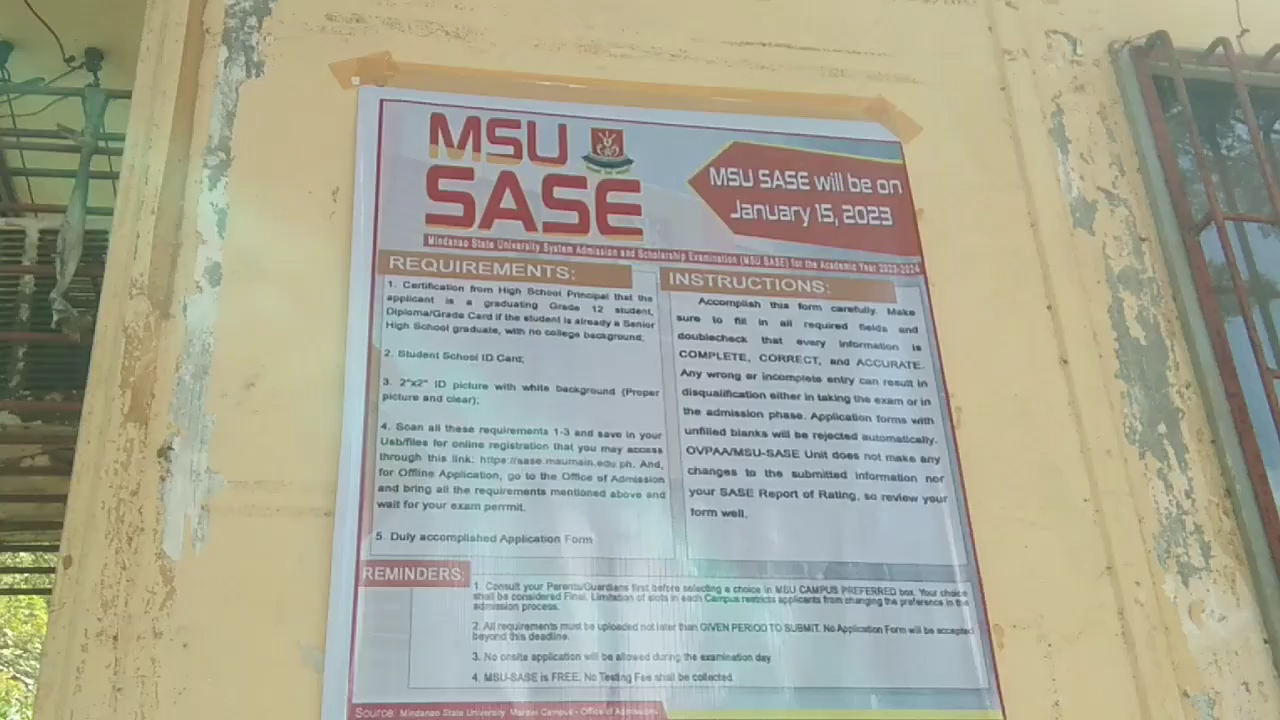 MSU
SASE
MSU SASE will be on
January 15, 2023
Mindanao State University System Admission and Scholarship Examination (MSU SASE) for the Academic Year 2023-2024
REQUIREMENTS:
1. Certification from High School Principal that the
applicant is a graduating Grade 12 student,
Diploma/Grade Card if the student is already a Senior
High School graduate, with no college background;
2. Student School ID Card;
3. 2"x2" ID picture with white background (Proper
picture and clear);
4. Scan all these requirements 1-3 and save in your
Usb/files for online registration that you may access
through this link: https://sase.msumain.edu.ph. And,
for Offline Application, go to the Office of Admission
and bring all the requirements mentioned above and
wait for your exam permit.
5. Duly accomplished Application Form
INSTRUCTIONS:
Accomplish this form carefully. Make
sure to fill in all required fields and
doublecheck that every information is
COMPLETE, CORRECT, and ACCURATE.
Any wrong or incomplete entry can result in
disqualification either in taking the exam or in
the admission phase. Application forms with
unfilled blanks will be rejected automatically.
OVPAA/MSU-SASE Unit does not make any
changes to the submitted information nor
your SASE Report of Rating, so review your
form well.
REMINDERS:
1. Consult your Parents/Guardians first before selecting a choice in MSU CAMPUS PREFERRED box. Your choice
shall be considered Final. Limitation of slots in each Campus restricts applicants from changing the preference in the
admission process.
2. All requirements must be uploaded not later than GIVEN PERIOD TO SUBMIT. No Application Form will be accepted
beyond this deadline.
3. No onsite application will be allowed during the examination day
4. MSU-SASE is FREE, No Testing Fee shall be collected.
Source: Mindanao State University Marawi Campus - Office of Admissions